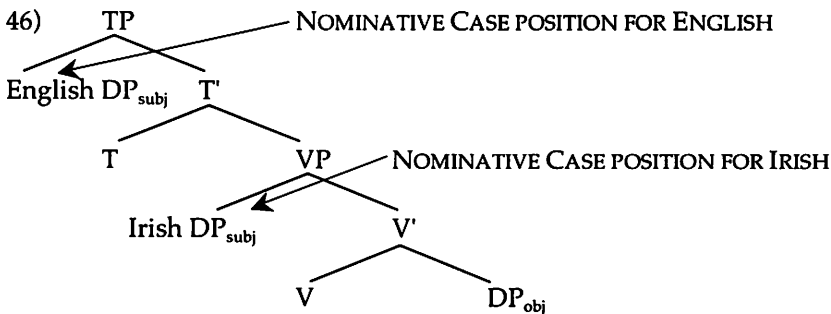 46) TP NOMINATIVE CASE POSITION FOR ENGLISH
English DPsubj T'
T VP NOMINATIVE CASE POSITION FOR IRISH
Irish DPsubj V'
V DPobj